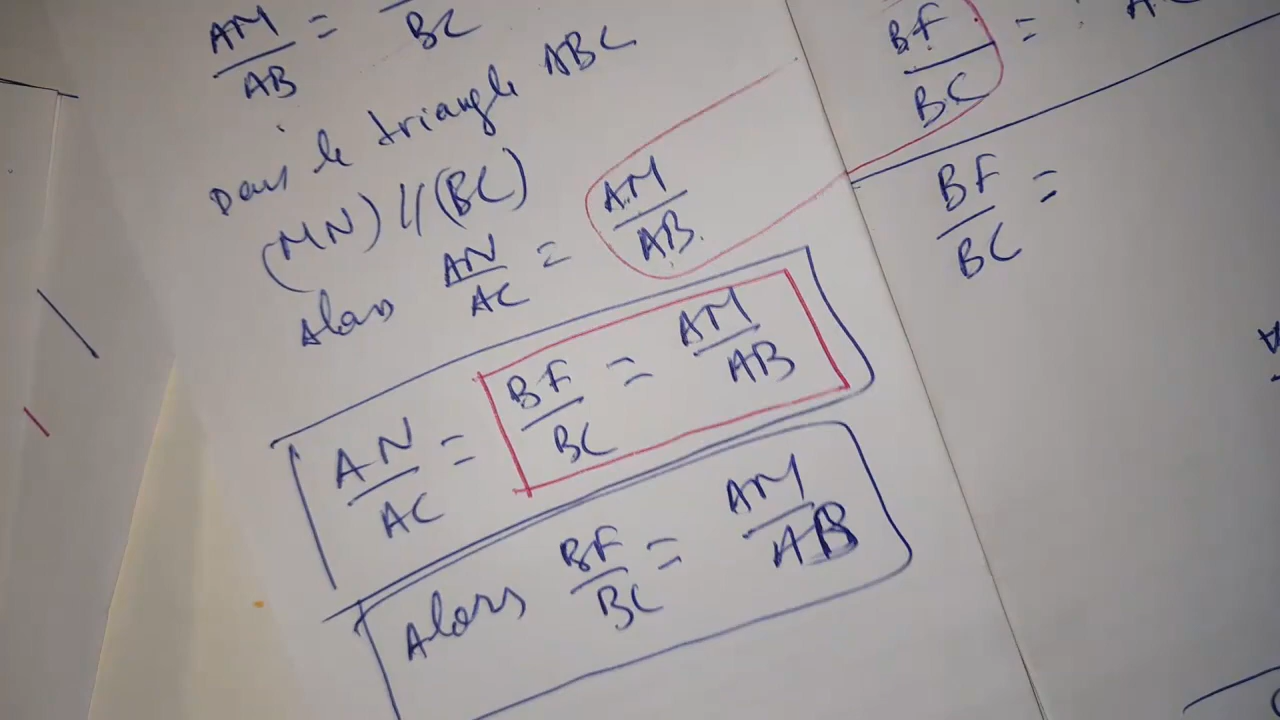 AM/AB = /BC
Dans le triangle ABC
(MN) // (BC)
Alors AN/AC = AM/AB
AN/AC = BF/BC = AM/AB
Alors BF/BC = AM/AB
BF/BC =
BF/BC =